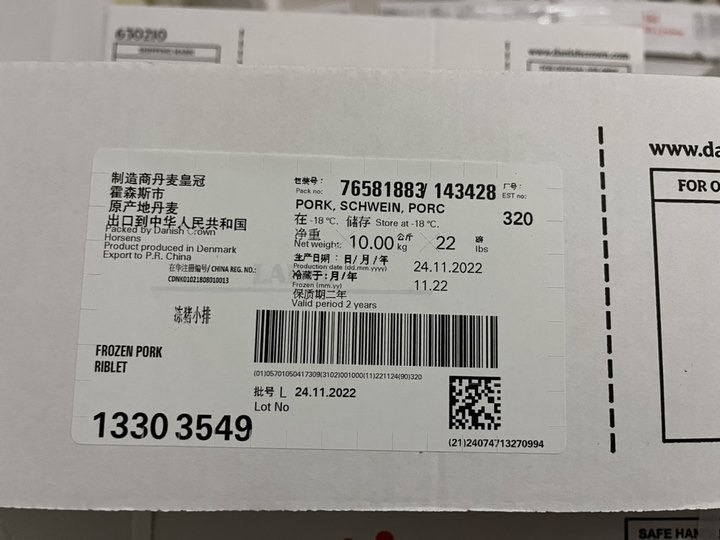 630210
www.danishcrown.com
www.da
FOR O
制造商丹麦皇冠
霍森斯市
原产地丹麦
出口到中华人民共和国
Packed by Danish Crown
Horsens
Product produced in Denmark
Export to P.R. China
在华注册编号/ CHINA REG. NO.:
CDNK01021808010013
冻猪小排
FROZEN PORK
RIBLET
13303549
包装号:
Pack no: 76581883/ 143428
厂号:
EST no:
320
PORK, SCHWEIN, PORC
在 -18 °C. 储存 Store at -18 °C.
净重
Net weight: 10.00 公斤 kg 22 磅 lbs
生产日期: 日/月/年
Production date (dd.mm.yyyy) 24.11.2022
冷藏于: 月/年
Frozen (mm.yy) 11.22
保质期二年
Valid period 2 years
(01)05701050417309(3102)001000(11)221124(90)320
批号 L 24.11.2022
Lot No
(21)24074713270994
SAFE HAN